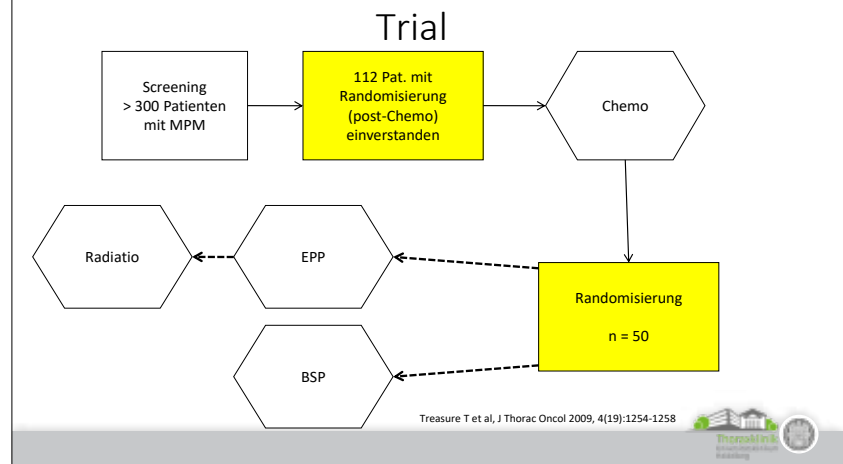 Trial
Screening
> 300 Patienten
mit MPM
112 Pat. mit
Randomisierung
(post-Chemo)
einverstanden
Chemo
Radiatio
EPP
Randomisierung
n = 50
BSP
Treasure T et al, J Thorac Oncol 2009, 4(19):1254-1258
Thoraxklinik